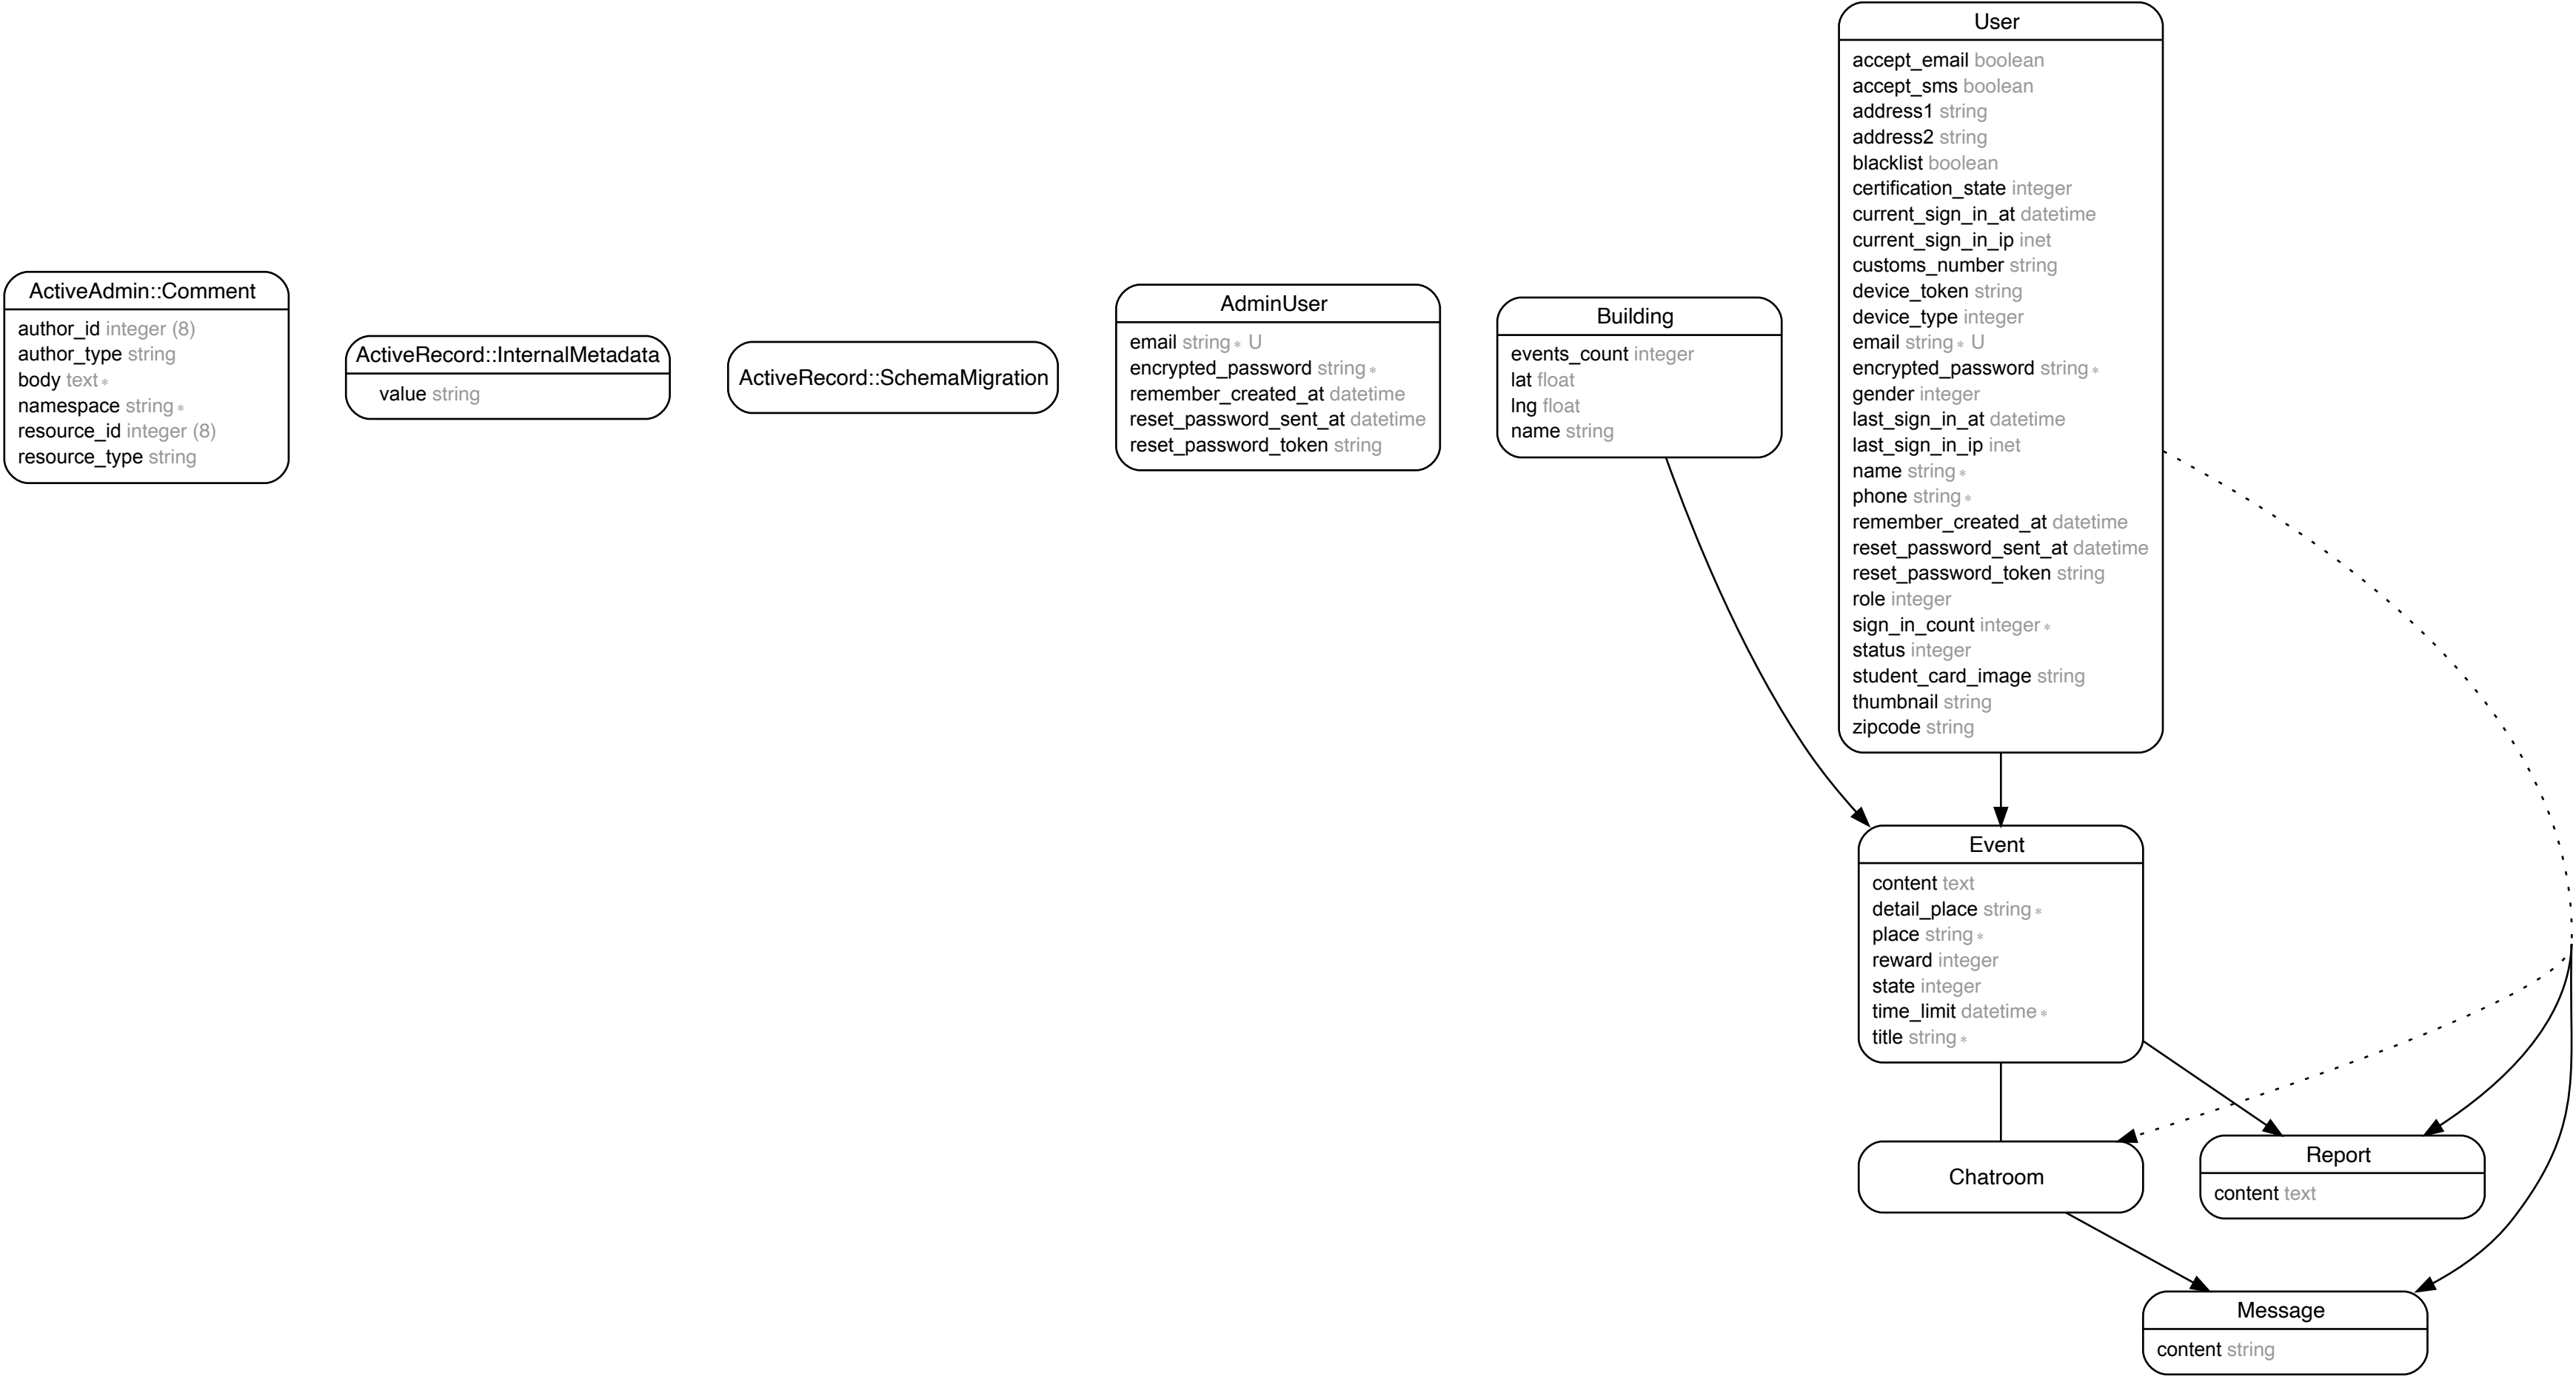 ActiveAdmin::Comment
author_id integer (8)
author_type string
body text *
namespace string *
resource_id integer (8)
resource_type string
ActiveRecord::InternalMetadata
value string
ActiveRecord::SchemaMigration
AdminUser
email string * U
encrypted_password string *
remember_created_at datetime
reset_password_sent_at datetime
reset_password_token string
Building
events_count integer
lat float
lng float
name string
User
accept_email boolean
accept_sms boolean
address1 string
address2 string
blacklist boolean
certification_state integer
current_sign_in_at datetime
current_sign_in_ip inet
customs_number string
device_token string
device_type integer
email string * U
encrypted_password string *
gender integer
last_sign_in_at datetime
last_sign_in_ip inet
name string *
phone string *
remember_created_at datetime
reset_password_sent_at datetime
reset_password_token string
role integer
sign_in_count integer *
status integer
student_card_image string
thumbnail string
zipcode string
Event
content text
detail_place string *
place string *
reward integer
state integer
time_limit datetime *
title string *
Chatroom
Report
content text
Message
content string